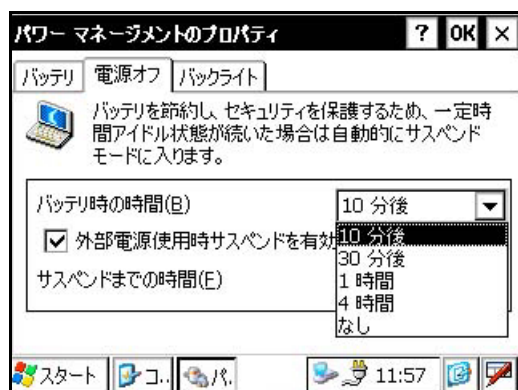 パワー マネージメントのプロパティ ? OK ×
バッテリ 電源オフ バックライト
バッテリを節約し、セキュリティを保護するため、一定時
間アイドル状態が続いた場合は自動的にサスペンド
モードに入ります。
バッテリ時の時間(B) 10 分後
外部電源使用時サスペンドを有効
10 分後
30 分後
サスペンドまでの時間(E)
1 時間
4 時間
なし
スタート コ.. パ. 11:57